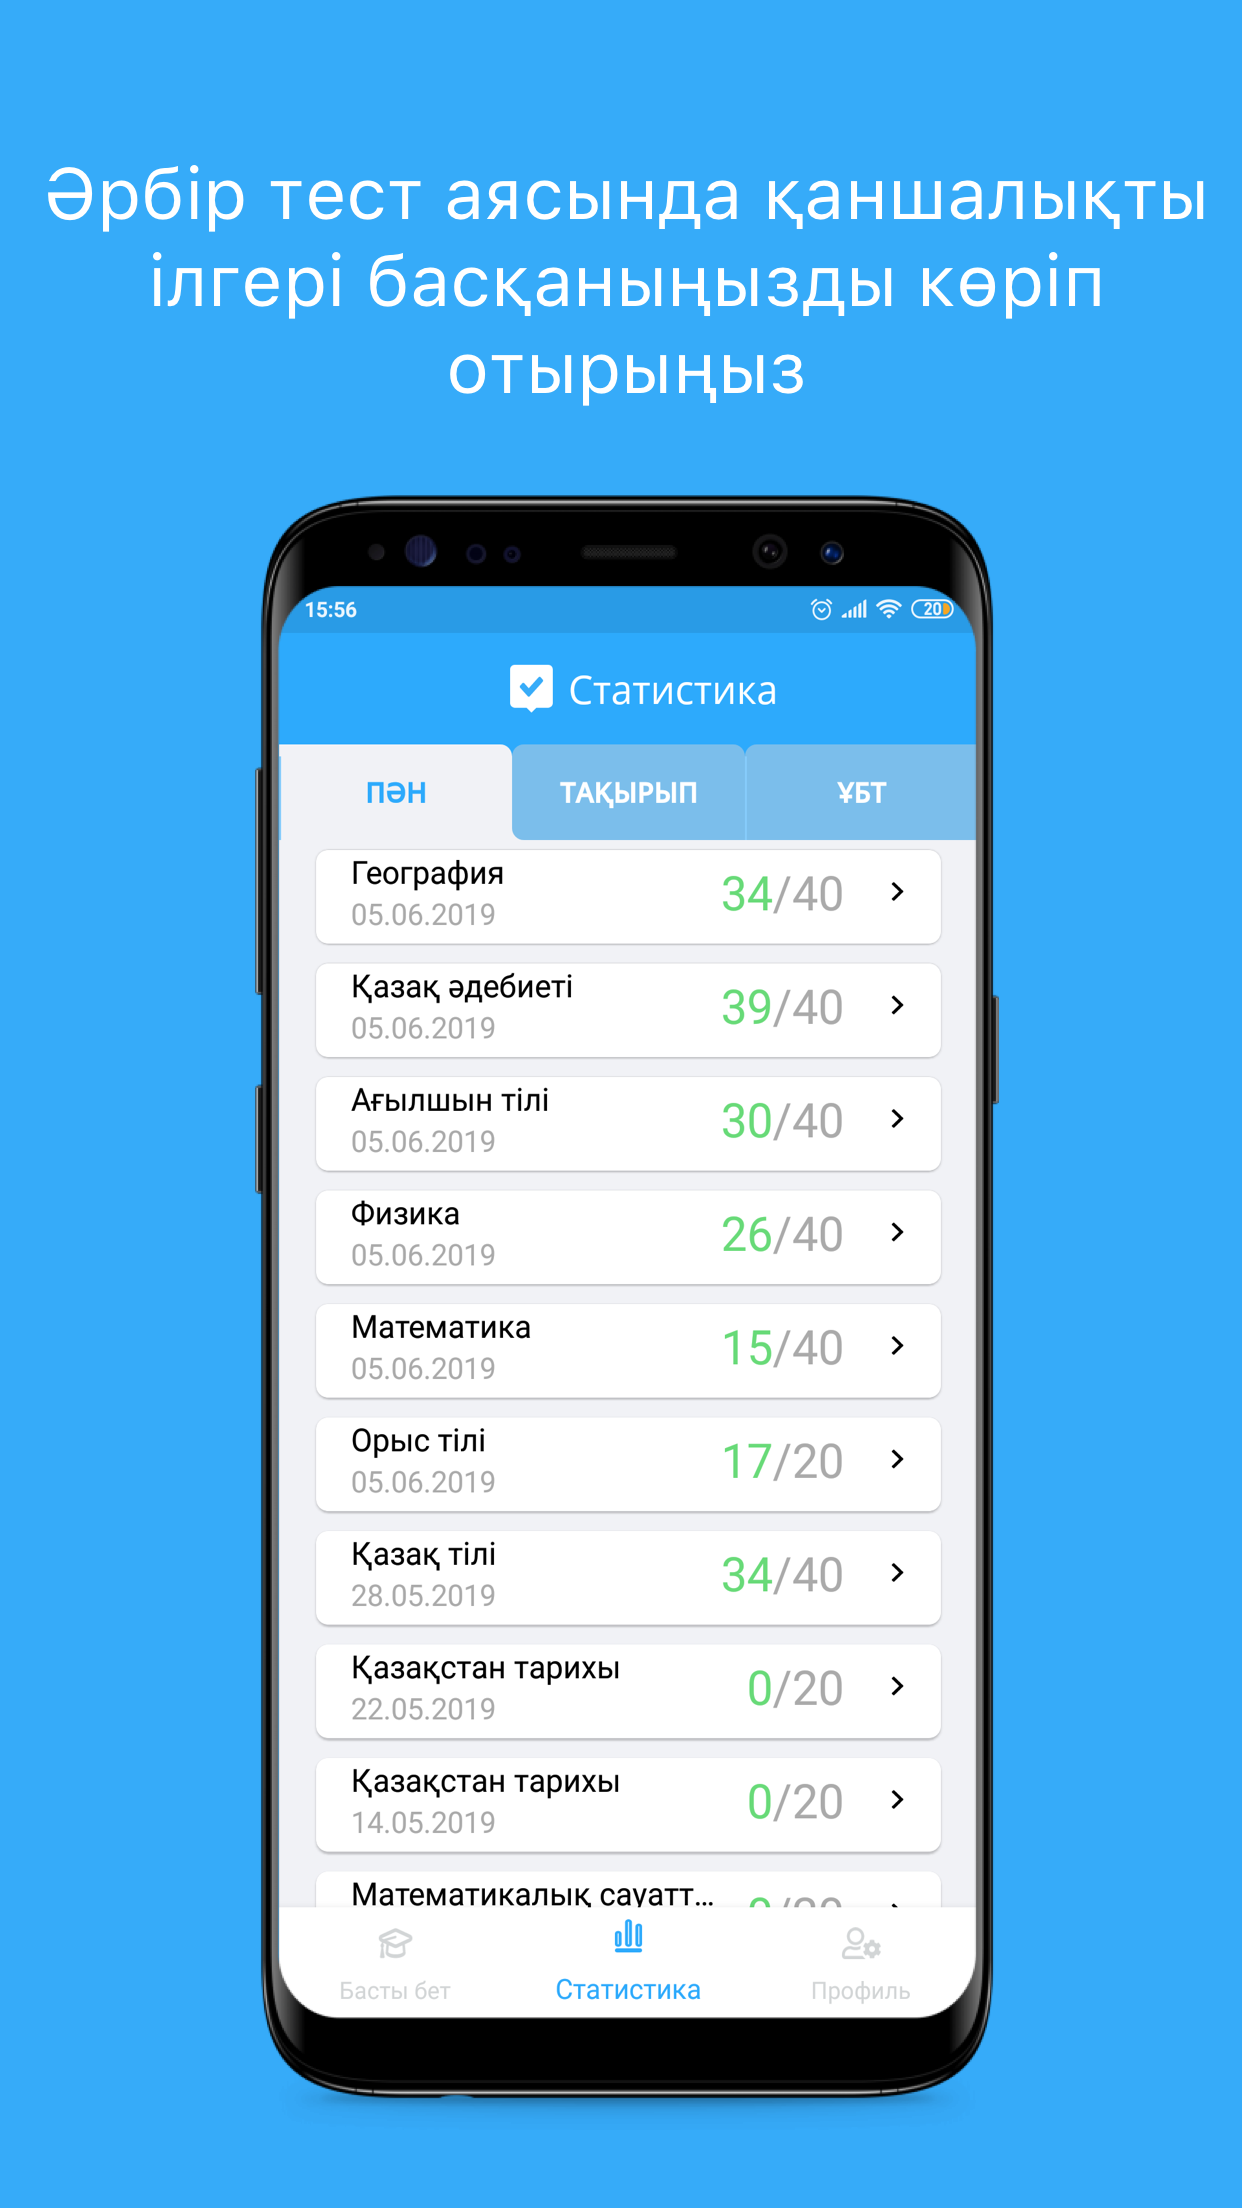 Әрбір тест аясында қаншалықты
ілгері басқаныңызды көріп
отырыңыз
15:56
20
Статистика
ПӘН
ТАҚЫРЫП
ҰБТ
География
34/40
05.06.2019
Қазақ әдебиеті
39/40
05.06.2019
Ағылшын тілі
30/40
05.06.2019
Физика
26/40
05.06.2019
Математика
15/40
05.06.2019
Орыс тілі
17/20
05.06.2019
Қазақ тілі
34/40
28.05.2019
Қазақстан тарихы
0/20
22.05.2019
Қазақстан тарихы
0/20
14.05.2019
Математикалық сауатт...
Басты бет
Статистика
Профиль